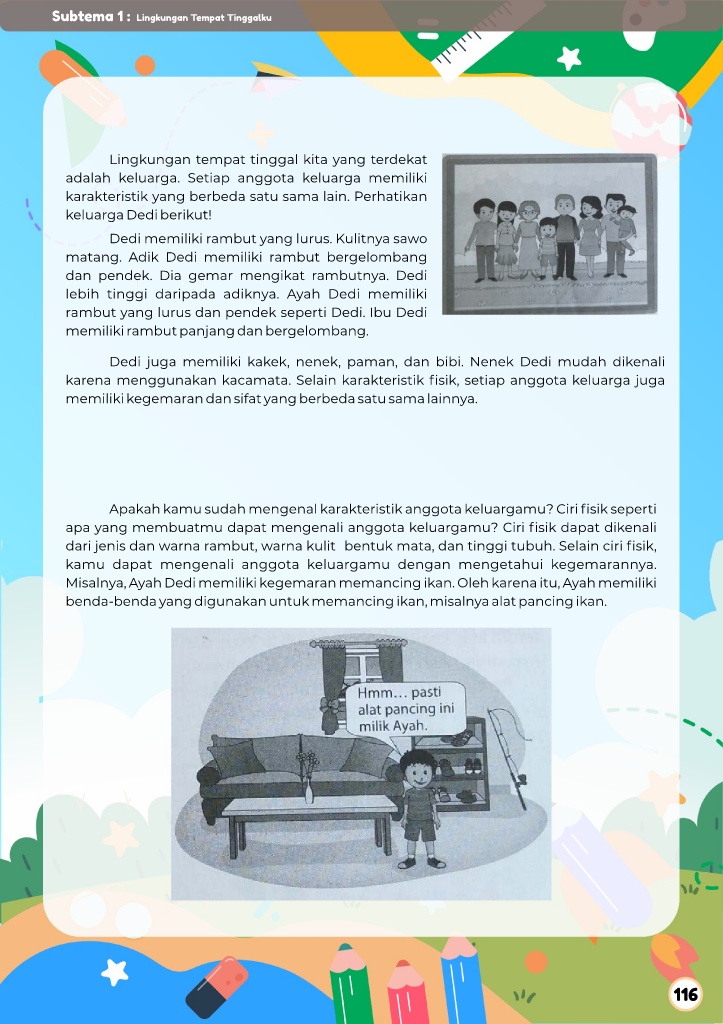 Subtema 1 : Lingkungan Tempat Tinggalku
Lingkungan tempat tinggal kita yang terdekat
adalah keluarga. Setiap anggota keluarga memiliki
karakteristik yang berbeda satu sama lain. Perhatikan
keluarga Dedi berikut!
Dedi memiliki rambut yang lurus. Kulitnya sawo
matang. Adik Dedi memiliki rambut bergelombang
dan pendek. Dia gemar mengikat rambutnya. Dedi
lebih tinggi daripada adiknya. Ayah Dedi memiliki
rambut yang lurus dan pendek seperti Dedi. Ibu Dedi
memiliki rambut panjang dan bergelombang.
Dedi juga memiliki kakek, nenek, paman, dan bibi. Nenek Dedi mudah dikenali
karena menggunakan kacamata. Selain karakteristik fisik, setiap anggota keluarga juga
memiliki kegemaran dan sifat yang berbeda satu sama lainnya.
Apakah kamu sudah mengenal karakteristik anggota keluargamu? Ciri fisik seperti
apa yang membuatmu dapat mengenali anggota keluargamu? Ciri fisik dapat dikenali
dari jenis dan warna rambut, warna kulit bentuk mata, dan tinggi tubuh. Selain ciri fisik,
kamu dapat mengenali anggota keluargamu dengan mengetahui kegemarannya.
Misalnya, Ayah Dedi memiliki kegemaran memancing ikan. Oleh karena itu, Ayah memiliki
benda-benda yang digunakan untuk memancing ikan, misalnya alat pancing ikan.
Hmm... pasti
alat pancing ini
milik Ayah.
116